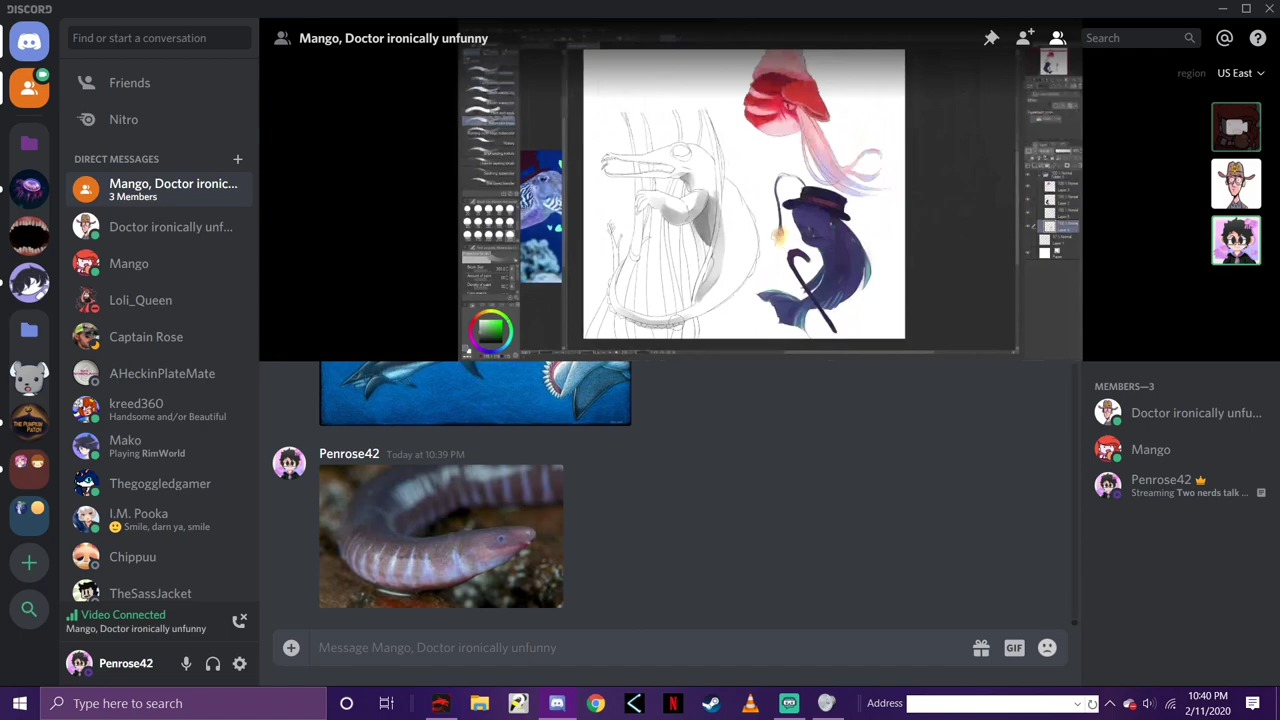 DISCORD
Find or start a conversation
Friends
Nitro
DIRECT MESSAGES
Mango, Doctor ironic...
3 Members
Doctor ironically unf...
Mango
Loli_Queen
Captain Rose
AHeckinPlateMate
kreed360
Handsome and/or Beautiful
Mako
Playing RimWorld
Thegoggledgamer
I.M. Pooka
Smile, darn ya, smile
Chippuu
TheSassJacket
Video Connected
Mango, Doctor ironically unfunny
Penrose42
Mango, Doctor ironically unfunny
Search
region
US East
Penrose42 Today at 10:39 PM
Message Mango, Doctor ironically unfunny
GIF
MEMBERS—3
Doctor ironically unfu...
Mango
Penrose42
Streaming Two nerds talk ...
THE PUMPKIN
PATCH
Type here to search
Address
10:40 PM
2/11/2020